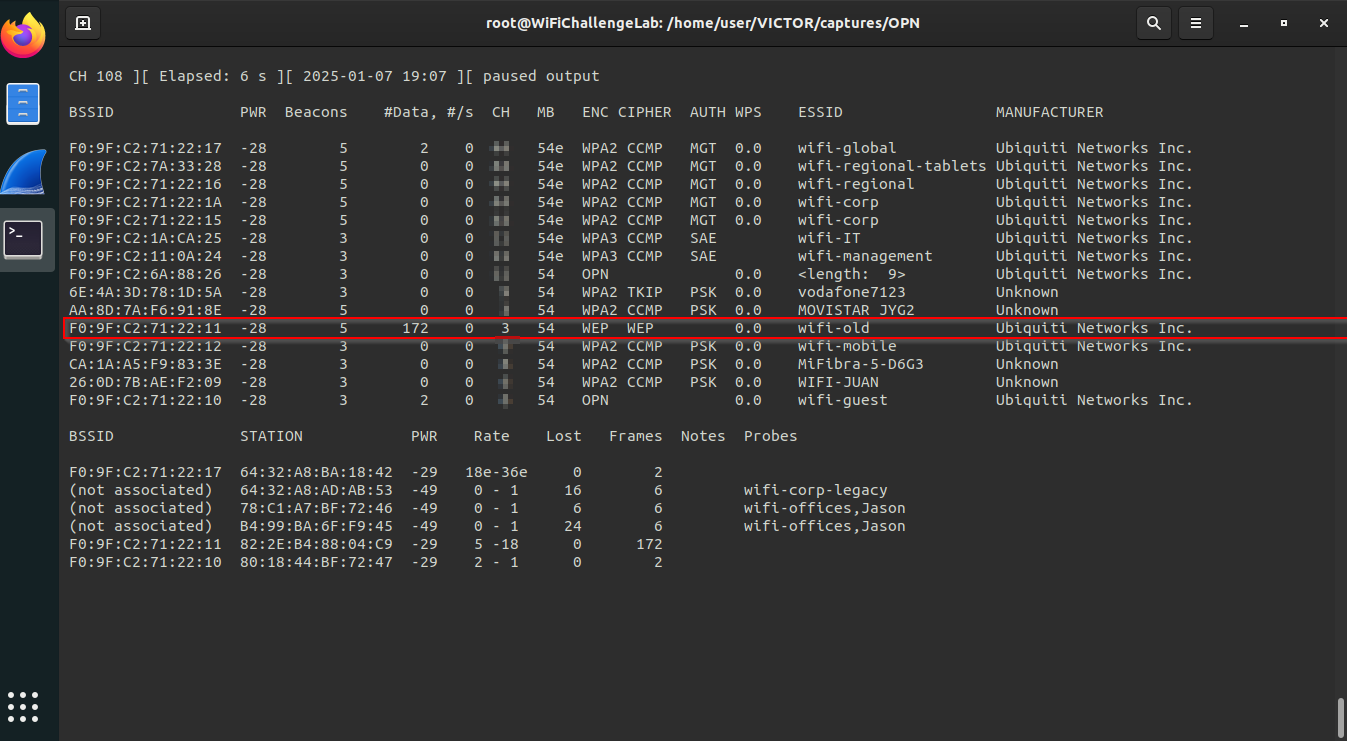 root@WiFiChallengeLab: /home/user/VICTOR/captures/OPN
CH 108 ][ Elapsed: 6 s ][ 2025-01-07 19:07 ][ paused output
BSSID PWR Beacons #Data, #/s CH MB ENC CIPHER AUTH WPS ESSID MANUFACTURER
F0:9F:C2:71:22:17 -28 5 2 0 54e WPA2 CCMP MGT 0.0 wifi-global Ubiquiti Networks Inc.
F0:9F:C2:7A:33:28 -28 5 0 0 54e WPA2 CCMP MGT 0.0 wifi-regional-tablets Ubiquiti Networks Inc.
F0:9F:C2:71:22:16 -28 5 0 0 54e WPA2 CCMP MGT 0.0 wifi-regional Ubiquiti Networks Inc.
F0:9F:C2:71:22:1A -28 5 0 0 54e WPA2 CCMP MGT 0.0 wifi-corp Ubiquiti Networks Inc.
F0:9F:C2:71:22:15 -28 5 0 0 54e WPA2 CCMP MGT 0.0 wifi-corp Ubiquiti Networks Inc.
F0:9F:C2:1A:CA:25 -28 3 0 0 54e WPA3 CCMP SAE wifi-IT Ubiquiti Networks Inc.
F0:9F:C2:11:0A:24 -28 3 0 0 54e WPA3 CCMP SAE wifi-management Ubiquiti Networks Inc.
F0:9F:C2:6A:88:26 -28 3 0 0 54 OPN 0.0 <length: 9> Ubiquiti Networks Inc.
6E:4A:3D:78:1D:5A -28 3 0 0 54 WPA2 TKIP PSK 0.0 vodafone7123 Unknown
AA:8D:7A:F6:91:8E -28 5 0 0 54 WPA2 CCMP PSK 0.0 MOVISTAR_JYG2 Unknown
F0:9F:C2:71:22:11 -28 5 172 0 3 54 WEP WEP 0.0 wifi-old Ubiquiti Networks Inc.
F0:9F:C2:71:22:12 -28 3 0 0 54 WPA2 CCMP PSK 0.0 wifi-mobile Ubiquiti Networks Inc.
CA:1A:A5:F9:83:3E -28 3 0 0 54 WPA2 CCMP PSK 0.0 MiFibra-5-D6G3 Unknown
26:0D:7B:AE:F2:09 -28 3 0 0 54 WPA2 CCMP PSK 0.0 WIFI-JUAN Unknown
F0:9F:C2:71:22:10 -28 3 2 0 54 OPN 0.0 wifi-guest Ubiquiti Networks Inc.
BSSID STATION PWR Rate Lost Frames Notes Probes
F0:9F:C2:71:22:17 64:32:A8:BA:18:42 -29 18e-36e 0 2
(not associated) 64:32:A8:AD:AB:53 -49 0 - 1 16 6 wifi-corp-legacy
(not associated) 78:C1:A7:BF:72:46 -49 0 - 1 6 6 wifi-offices,Jason
(not associated) B4:99:BA:6F:F9:45 -49 0 - 1 24 6 wifi-offices,Jason
F0:9F:C2:71:22:11 82:2E:B4:88:04:C9 -29 5 -18 0 172
F0:9F:C2:71:22:10 80:18:44:BF:72:47 -29 2 - 1 0 2